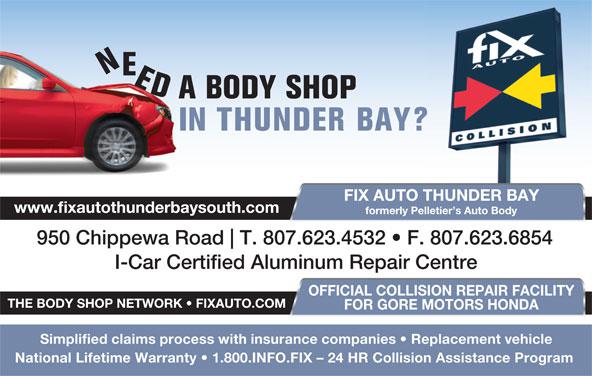 NEED A BODY SHOP
IN THUNDER BAY?
fix
AUTO
COLLISION
FIX AUTO THUNDER BAY
www.fixautothunderbaysouth.com
formerly Pelletier's Auto Body
950 Chippewa Road | T. 807.623.4532 • F. 807.623.6854
I-Car Certified Aluminum Repair Centre
OFFICIAL COLLISION REPAIR FACILITY
THE BODY SHOP NETWORK • FIXAUTO.COM
FOR GORE MOTORS HONDA
Simplified claims process with insurance companies • Replacement vehicle
National Lifetime Warranty • 1.800.INFO.FIX – 24 HR Collision Assistance Program